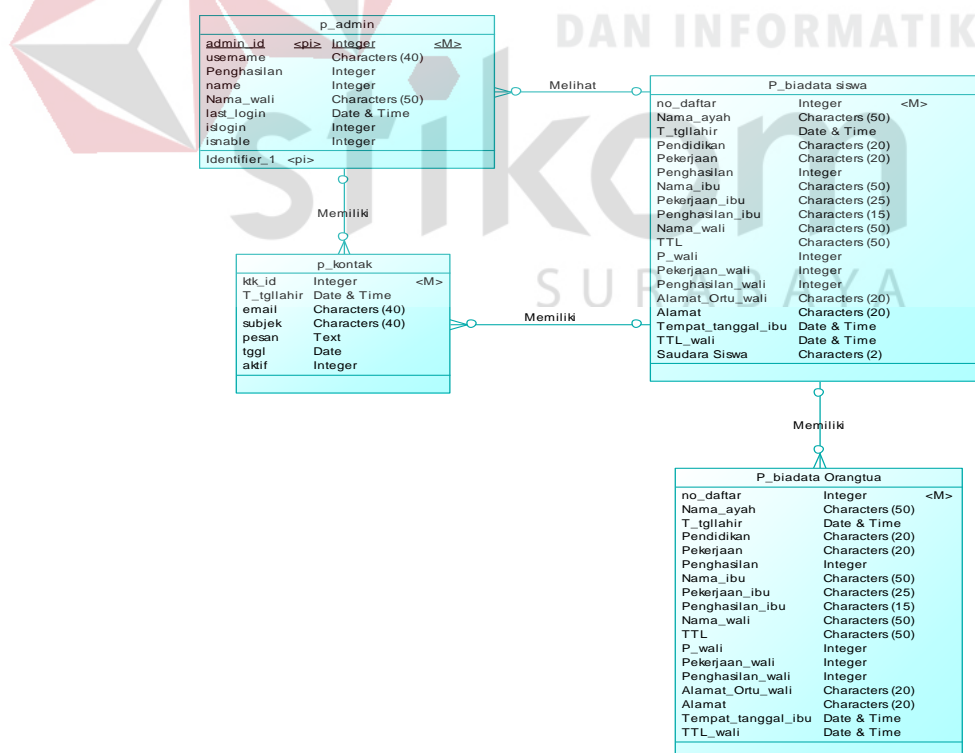 DAN INFORMATIK
stikom
SURABAYA
p_admin
admin_id <pi> Integer <M>
username Characters (40)
Penghasilan Integer
name Integer
Nama_wali Characters (50)
last_login Date & Time
islogin Integer
isnable Integer
Identifier_1 <pi>
Melihat
P_biadata siswa
no_daftar Integer <M>
Nama_ayah Characters (50)
T_tgllahir Date & Time
Pendidikan Characters (20)
Pekerjaan Characters (20)
Penghasilan Integer
Nama_ibu Characters (50)
Pekerjaan_ibu Characters (25)
Penghasilan_ibu Characters (15)
Nama_wali Characters (50)
TTL Characters (50)
P_wali Integer
Pekerjaan_wali Integer
Penghasilan_wali Integer
Alamat_Ortu_wali Characters (20)
Alamat Characters (20)
Tempat_tanggal_ibu Date & Time
TTL_wali Date & Time
Saudara Siswa Characters (2)
Memiliki
p_kontak
ktk_id Integer <M>
T_tgllahir Date & Time
email Characters (40)
subjek Characters (40)
pesan Text
tggl Date
aktif Integer
Memiliki
Memiliki
P_biadata Orangtua
no_daftar Integer <M>
Nama_ayah Characters (50)
T_tgllahir Date & Time
Pendidikan Characters (20)
Pekerjaan Characters (20)
Penghasilan Integer
Nama_ibu Characters (50)
Pekerjaan_ibu Characters (25)
Penghasilan_ibu Characters (15)
Nama_wali Characters (50)
TTL Characters (50)
P_wali Integer
Pekerjaan_wali Integer
Penghasilan_wali Integer
Alamat_Ortu_wali Characters (20)
Alamat Characters (20)
Tempat_tanggal_ibu Date & Time
TTL_wali Date & Time